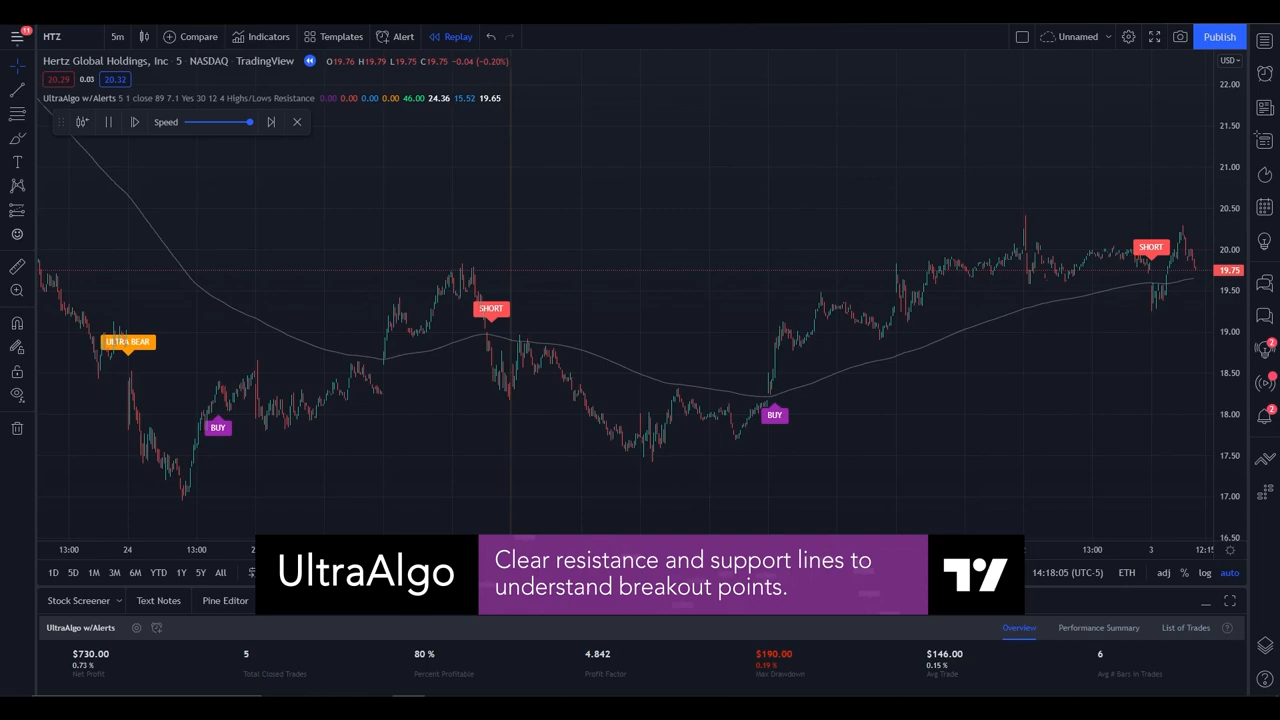 11
HTZ
5m
Compare
Indicators
Templates
Alert
Replay
Unnamed
Publish
Hertz Global Holdings, Inc · 5 · NASDAQ · TradingView
O19.76 H19.79 L19.75 C19.75 −0.04 (−0.20%)
USD
20.29 0.03 20.32
UltraAlgo w/Alerts 5 1 close 89 7.1 Yes 30 12 4 Highs/Lows Resistance 0.00 0.00 0.00 0.00 46.00 24.36 15.52 19.65
Speed
22.00
21.50
21.00
20.50
20.00
19.75
19.50
19.00
18.50
18.00
17.50
17.00
16.50
ULTRA BEAR
BUY
SHORT
BUY
SHORT
2
2
13:00 24 13:00 13:00 3 12:15
UltraAlgo
Clear resistance and support lines to
understand breakout points.
1D 5D 1M 3M 6M YTD 1Y 5Y All
14:18:05 (UTC-5) ETH adj % log auto
Stock Screener Text Notes Pine Editor
UltraAlgo w/Alerts
Overview Performance Summary List of Trades
$730.00 5 80 % 4.842 $190.00 $146.00 6
0.73 % 0.19 % 0.15 %
Net Profit Total Closed Trades Percent Profitable Profit Factor Max Drawdown Avg Trade Avg # Bars in Trades